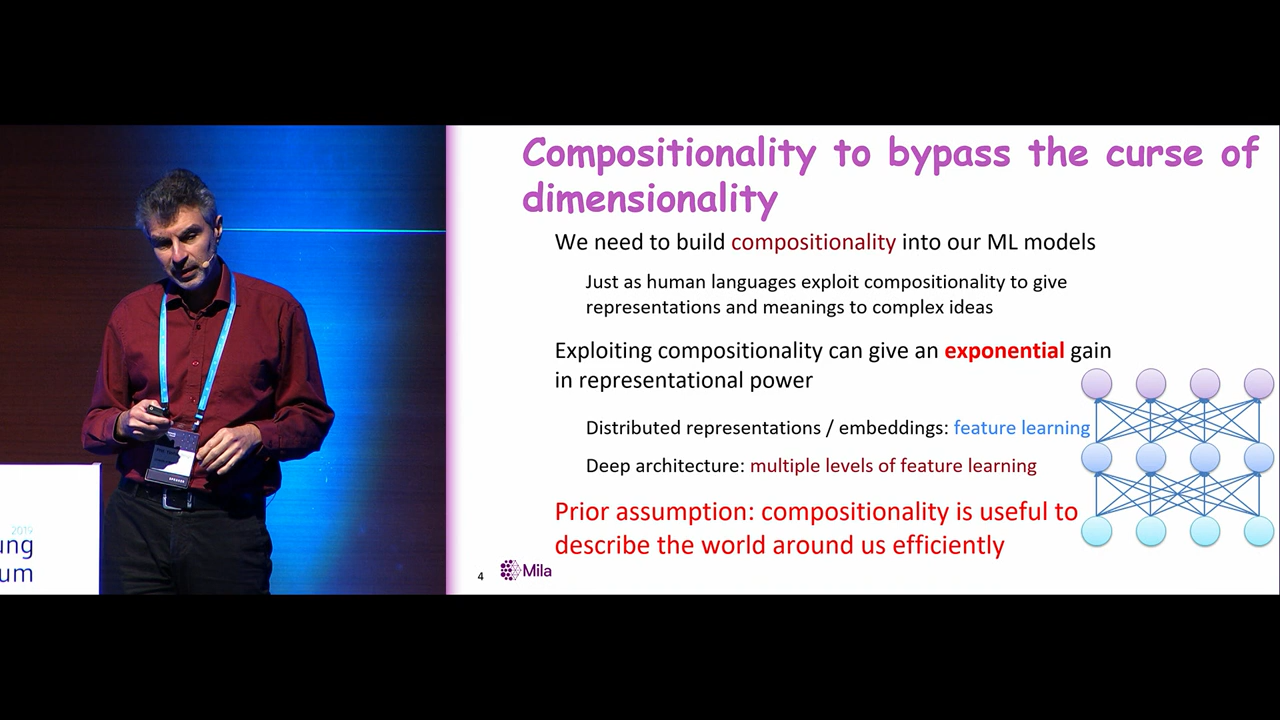 Compositionality to bypass the curse of
dimensionality
We need to build compositionality into our ML models
Just as human languages exploit compositionality to give
representations and meanings to complex ideas
Exploiting compositionality can give an exponential gain
in representational power
Distributed representations / embeddings: feature learning
Deep architecture: multiple levels of feature learning
Prior assumption: compositionality is useful to
describe the world around us efficiently
4
Mila
2019
ung
um
SPEAKER